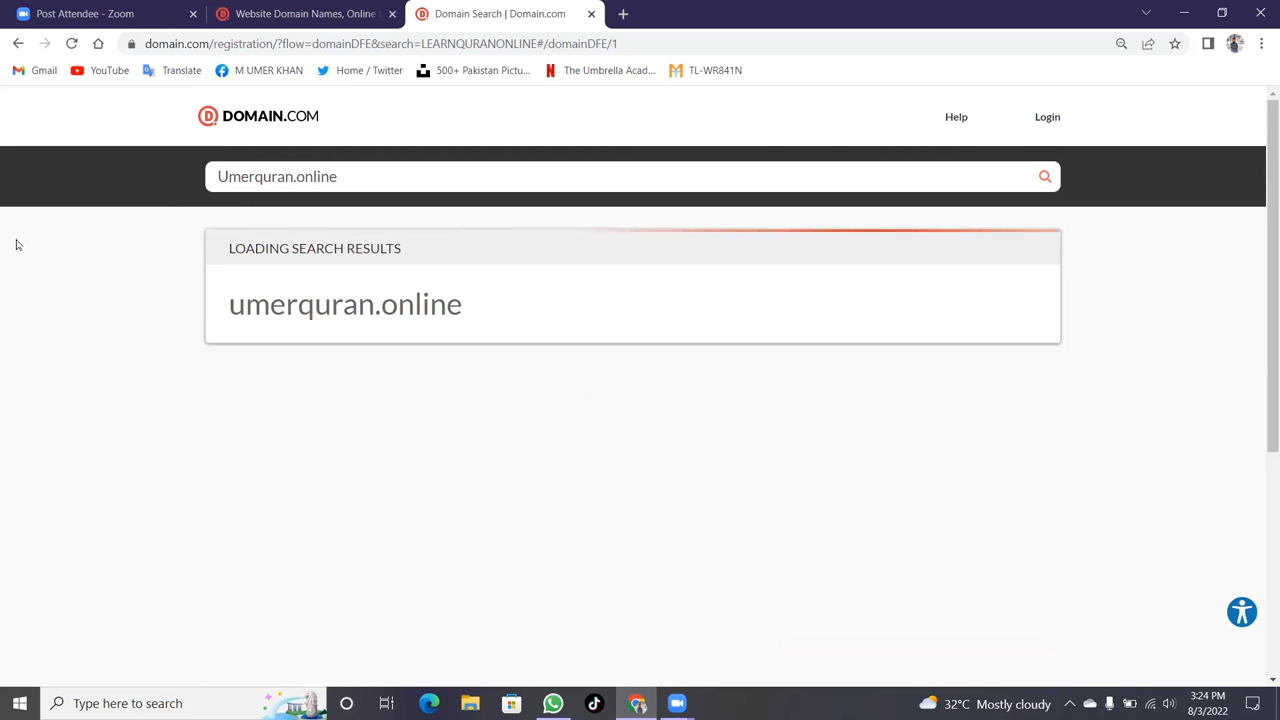 Post Attendee - Zoom
Website Domain Names, Online
Domain Search | Domain.com
domain.com/registration/?flow=domainDFE&search=LEARNQURANONLINE#/domainDFE/1
Gmail
YouTube
Translate
M UMER KHAN
Home / Twitter
500+ Pakistan Pictu...
The Umbrella Acad...
TL-WR841N
DOMAIN.COM
Help
Login
Umerquran.online
LOADING SEARCH RESULTS
umerquran.online
Type here to search
32°C Mostly cloudy
3:24 PM
8/3/2022